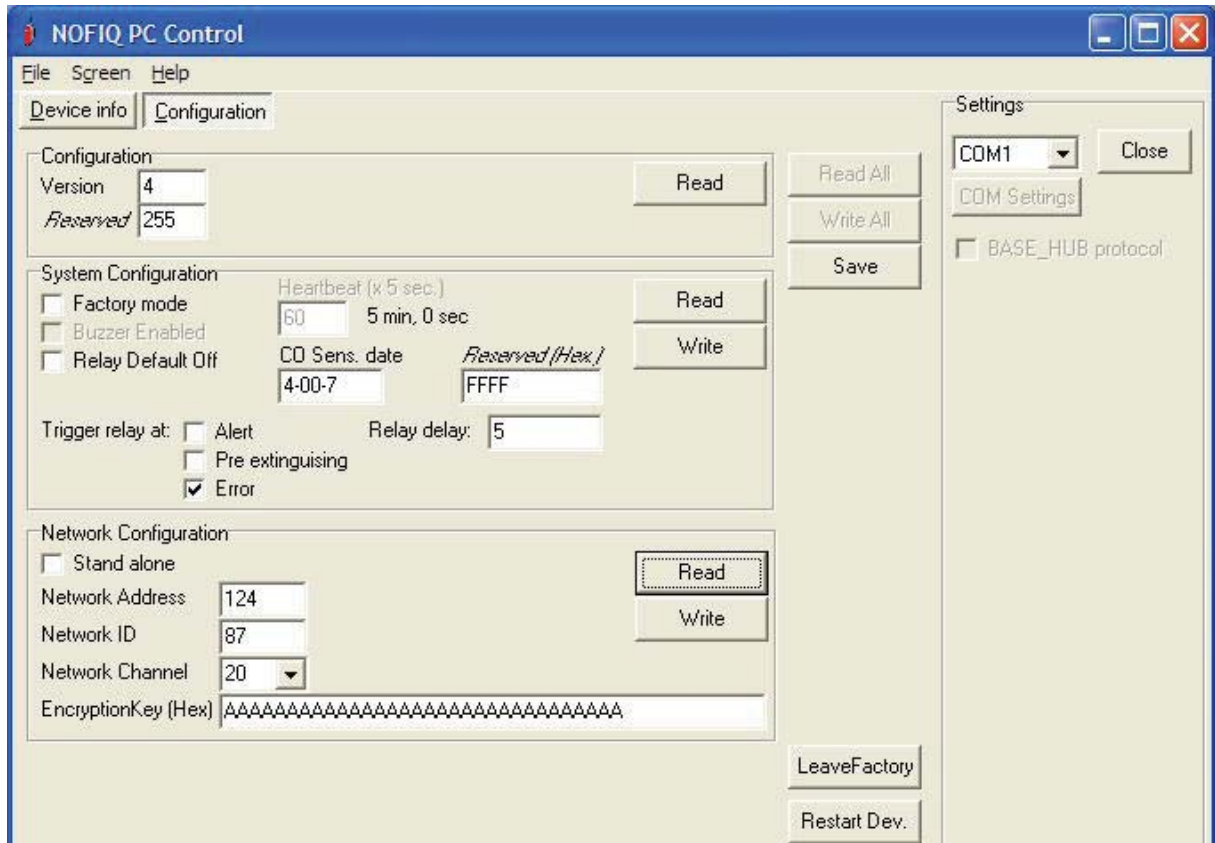 NOFIQ PC Control
File Screen Help
Device info Configuration
Configuration
Version 4 Read
Reserved 255
System Configuration
Factory mode Heartbeat (x 5 sec.) Read
Buzzer Enabled 60 5 min, 0 sec
Relay Default Off CO Sens. date Reserved (Hex.) Write
4-00-7 FFFF
Trigger relay at: Alert Relay delay: 5
Pre extinguising
Error
Network Configuration
Stand alone Read
Network Address 124
Network ID 87 Write
Network Channel 20
EncryptionKey (Hex) AAAAAAAAAAAAAAAAAAAAAAAAAAAAAAAA
Read All
Write All
Save
LeaveFactory
Restart Dev.
Settings
COM1 Close
COM Settings
BASE_HUB protocol